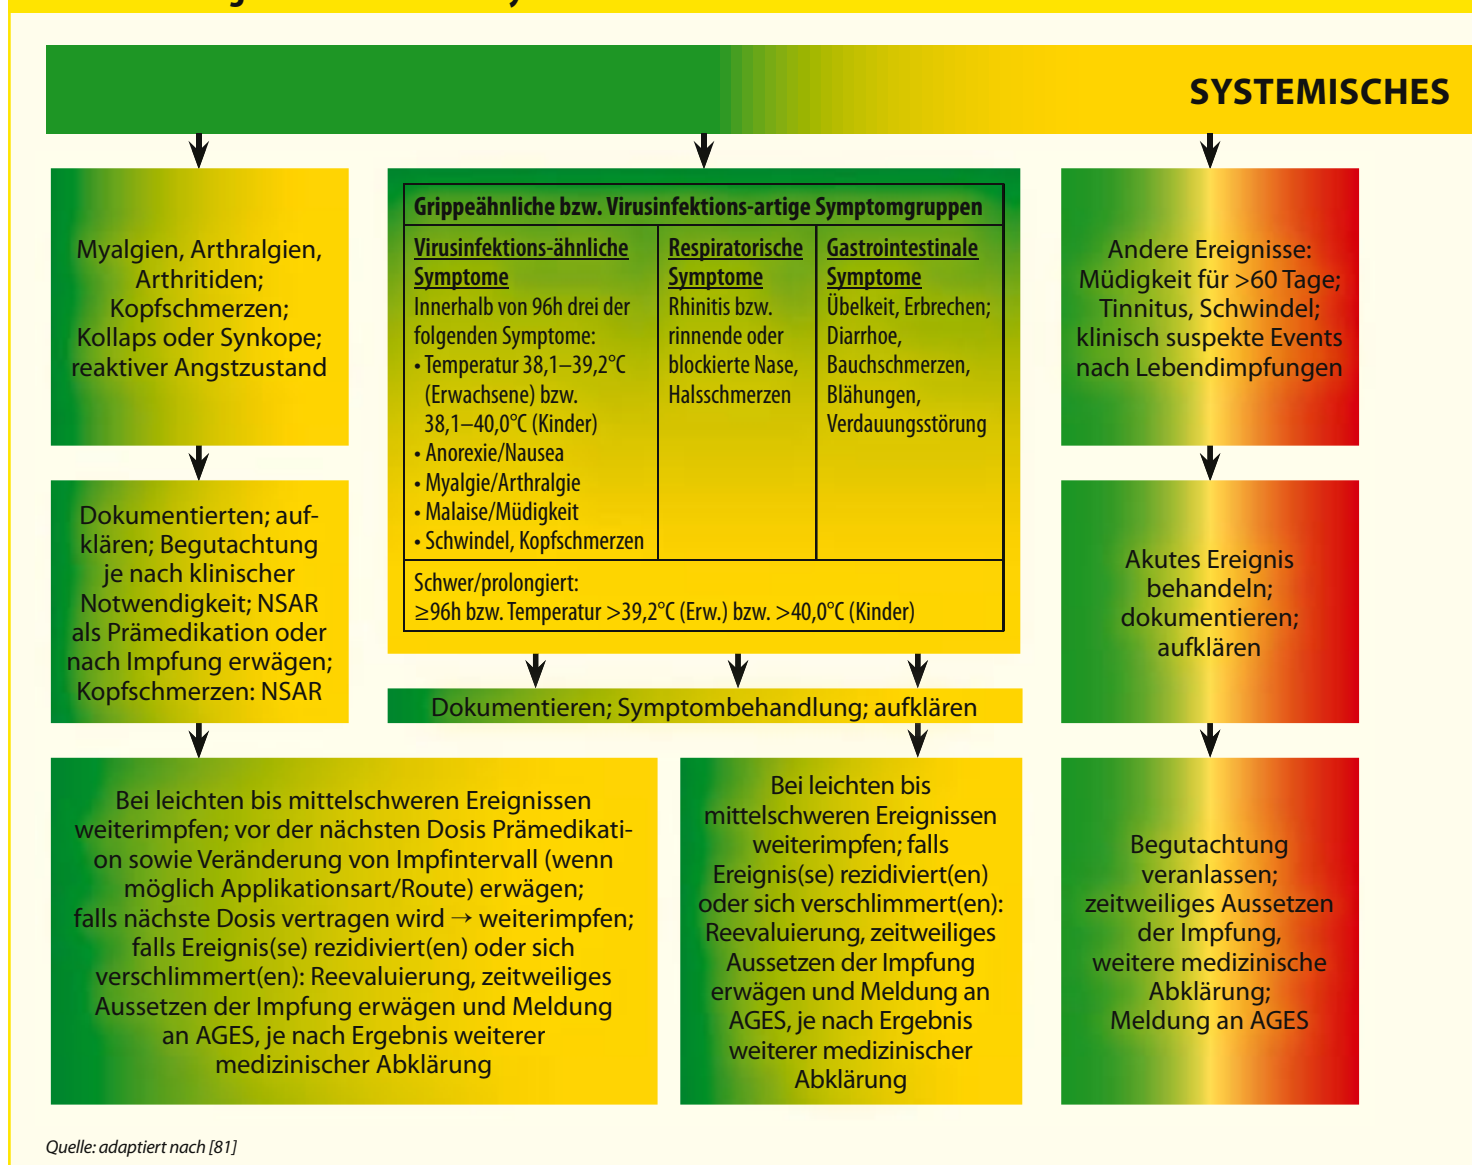 SYSTEMISCHES
Myalgien, Arthralgien,
Arthritiden;
Kopfschmerzen;
Kollaps oder Synkope;
reaktiver Angstzustand
Dokumentierten; auf-
klären; Begutachtung
je nach klinischer
Notwendigkeit; NSAR
als Prämedikation oder
nach Impfung erwägen;
Kopfschmerzen: NSAR
Grippeähnliche bzw. Virusinfektions-artige Symptomgruppen
Virusinfektions-ähnliche
Symptome
Innerhalb von 96h drei der
folgenden Symptome:
• Temperatur 38,1–39,2°C
(Erwachsene) bzw.
38,1–40,0°C (Kinder)
• Anorexie/Nausea
• Myalgie/Arthralgie
• Malaise/Müdigkeit
• Schwindel, Kopfschmerzen
Respiratorische
Symptome
Rhinitis bzw.
rinnende oder
blockierte Nase,
Halsschmerzen
Gastrointestinale
Symptome
Übelkeit, Erbrechen;
Diarrhoe,
Bauchschmerzen,
Blähungen,
Verdauungsstörung
Schwer/prolongiert:
≥96h bzw. Temperatur >39,2°C (Erw.) bzw. >40,0°C (Kinder)
Dokumentieren; Symptombehandlung; aufklären
Bei leichten bis mittelschweren Ereignissen
weiterimpfen; vor der nächsten Dosis Prämedikati-
on sowie Veränderung von Impfintervall (wenn
möglich Applikationsart/Route) erwägen;
falls nächste Dosis vertragen wird → weiterimpfen;
falls Ereignis(se) rezidiviert(en) oder sich
verschlimmert(en): Reevaluierung, zeitweiliges
Aussetzen der Impfung erwägen und Meldung
an AGES, je nach Ergebnis weiterer
medizinischer Abklärung
Bei leichten bis
mittelschweren Ereignissen
weiterimpfen; falls
Ereignis(se) rezidiviert(en)
oder sich verschlimmert(en):
Reevaluierung, zeitweiliges
Aussetzen der Impfung
erwägen und Meldung an
AGES, je nach Ergebnis
weiterer medizinischer
Abklärung
Andere Ereignisse:
Müdigkeit für >60 Tage;
Tinnitus, Schwindel;
klinisch suspekte Events
nach Lebendimpfungen
Akutes Ereignis
behandeln;
dokumentieren;
aufklären
Begutachtung
veranlassen;
zeitweiliges Aussetzen
der Impfung,
weitere medizinische
Abklärung;
Meldung an AGES
Quelle: adaptiert nach [81]